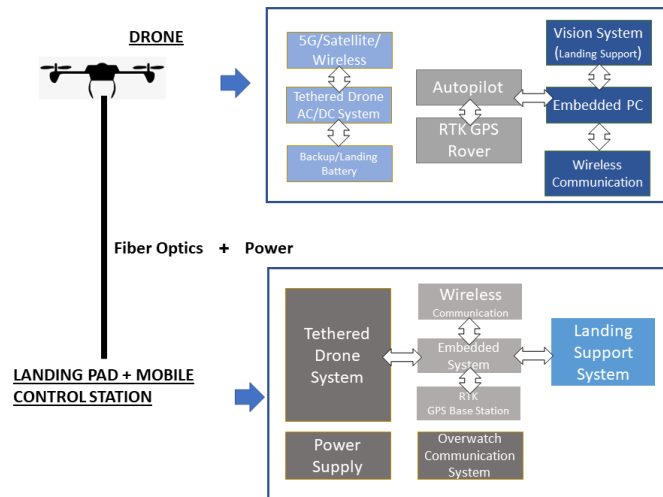 DRONE
5G/Satellite/
Wireless
Tethered Drone
AC/DC System
Backup/Landing
Battery
Autopilot
RTK GPS
Rover
Vision System
(Landing Support)
Embedded PC
Wireless
Communication
Fiber Optics + Power
LANDING PAD + MOBILE
CONTROL STATION
Tethered
Drone
System
Power
Supply
Wireless
Communication
Embedded
System
RTK
GPS Base Station
Overwatch
Communication
System
Landing
Support
System